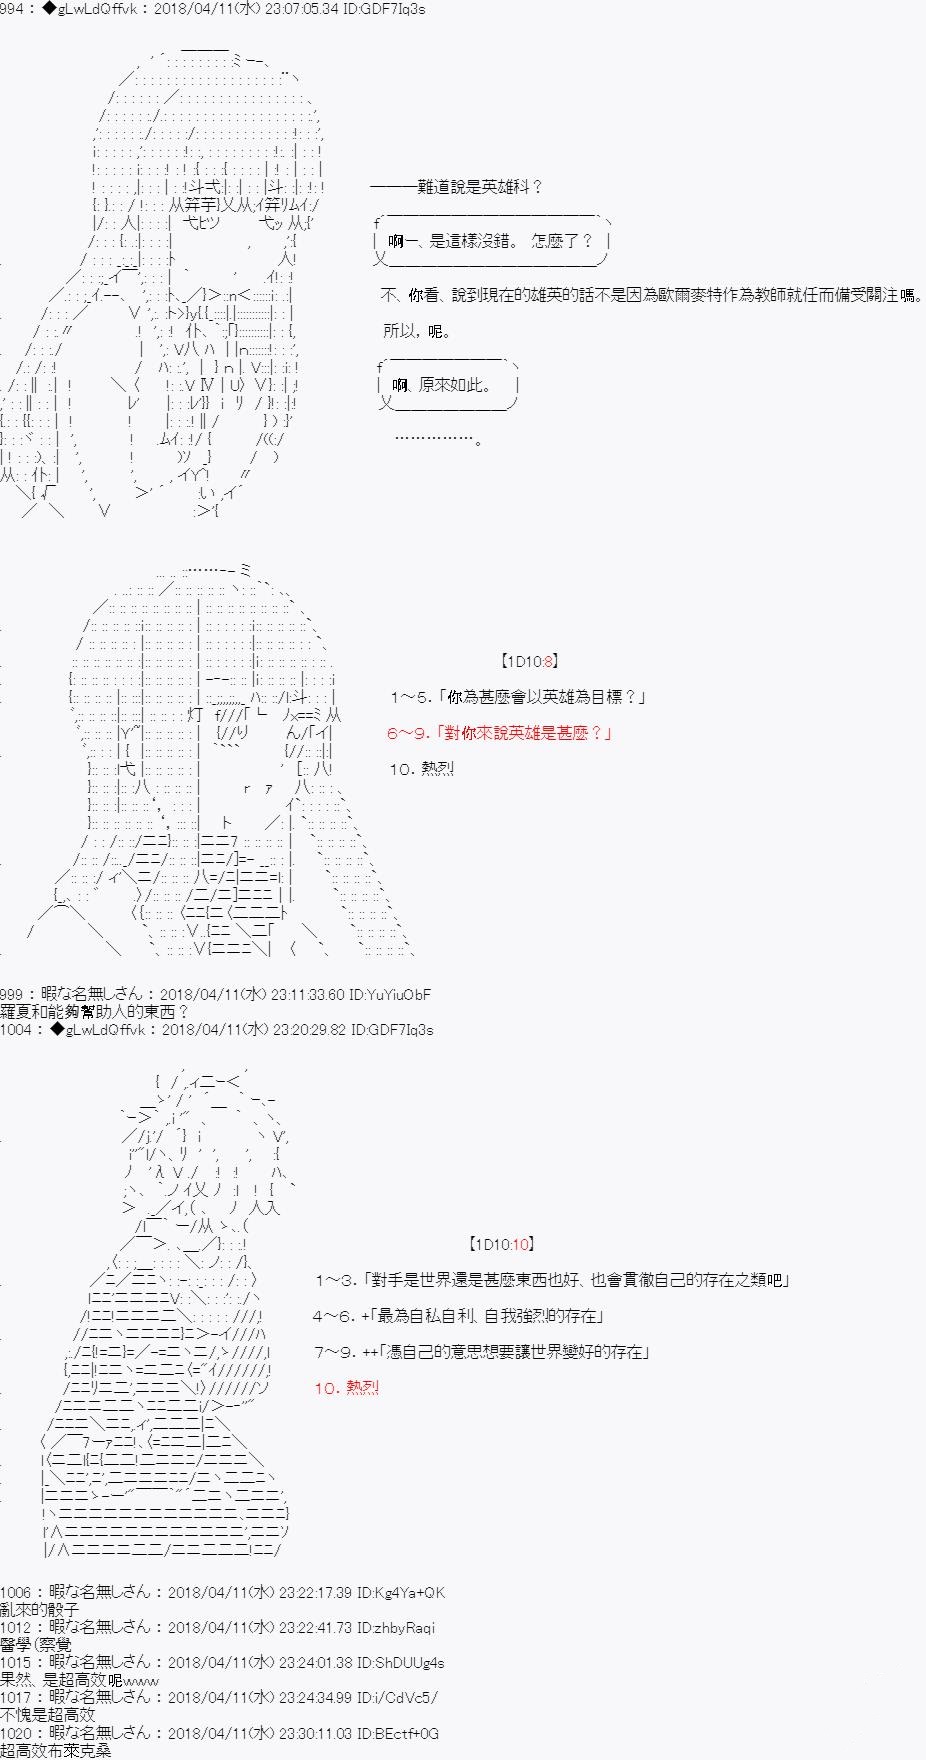 994 : ◆gLwLdQffvk : 2018/04/11(水) 23:07:05.34 ID:GDF7Iq3s
―――難道說是英雄科？
啊ー、是這樣沒錯。 怎麼了？
不、你看、說到現在的雄英的話不是因為歐爾麥特作為教師就任而備受關注嗎。
所以，呢。
啊、原來如此。
……………。
【1D10:8】
1～5．「你為甚麼會以英雄為目標？」
6～9．「對你來說英雄是甚麼？」
10．熱烈
999 : 暇な名無しさん : 2018/04/11(水) 23:11:33.60 ID:YuYiuObF
羅夏和能夠幫助人的東西？
1004 : ◆gLwLdQffvk : 2018/04/11(水) 23:20:29.82 ID:GDF7Iq3s
【1D10:10】
1～3．「對手是世界還是甚麼東西也好、也會貫徹自己的存在之類吧」
4～6．+「最為自私自利、自我強烈的存在」
7～9．++「憑自己的意思想要讓世界變好的存在」
10．熱烈
1006 : 暇な名無しさん : 2018/04/11(水) 23:22:17.39 ID:Kg4Ya+QK
亂來的骰子
1012 : 暇な名無しさん : 2018/04/11(水) 23:22:41.73 ID:zhbyRaqi
醫學(察覺
1015 : 暇な名無しさん : 2018/04/11(水) 23:24:01.38 ID:ShDUUg4s
果然、是超高效呢www
1017 : 暇な名無しさん : 2018/04/11(水) 23:24:34.99 ID:i/CdVc5/
不愧是超高效
1020 : 暇な名無しさん : 2018/04/11(水) 23:30:11.03 ID:BEctf+0G
超高效布萊克桑